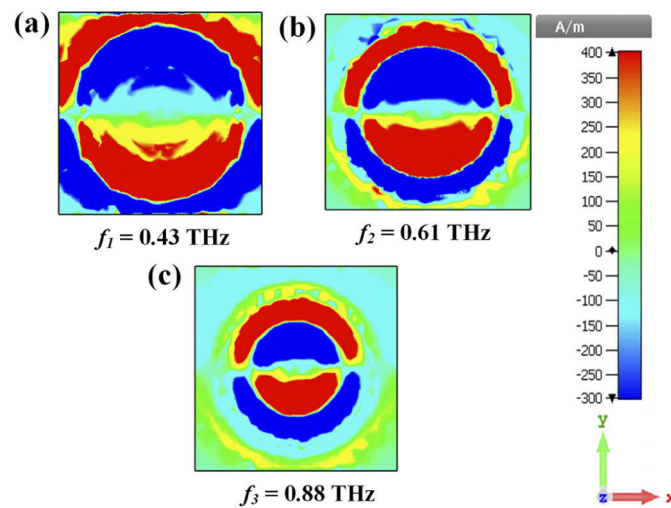 (a)
f₁ = 0.43 THz
(b)
f₂ = 0.61 THz
(c)
f₃ = 0.88 THz
A/m
400
350
300
250
200
150
100
50
0
-50
-100
-150
-200
-250
-300
y
z
x